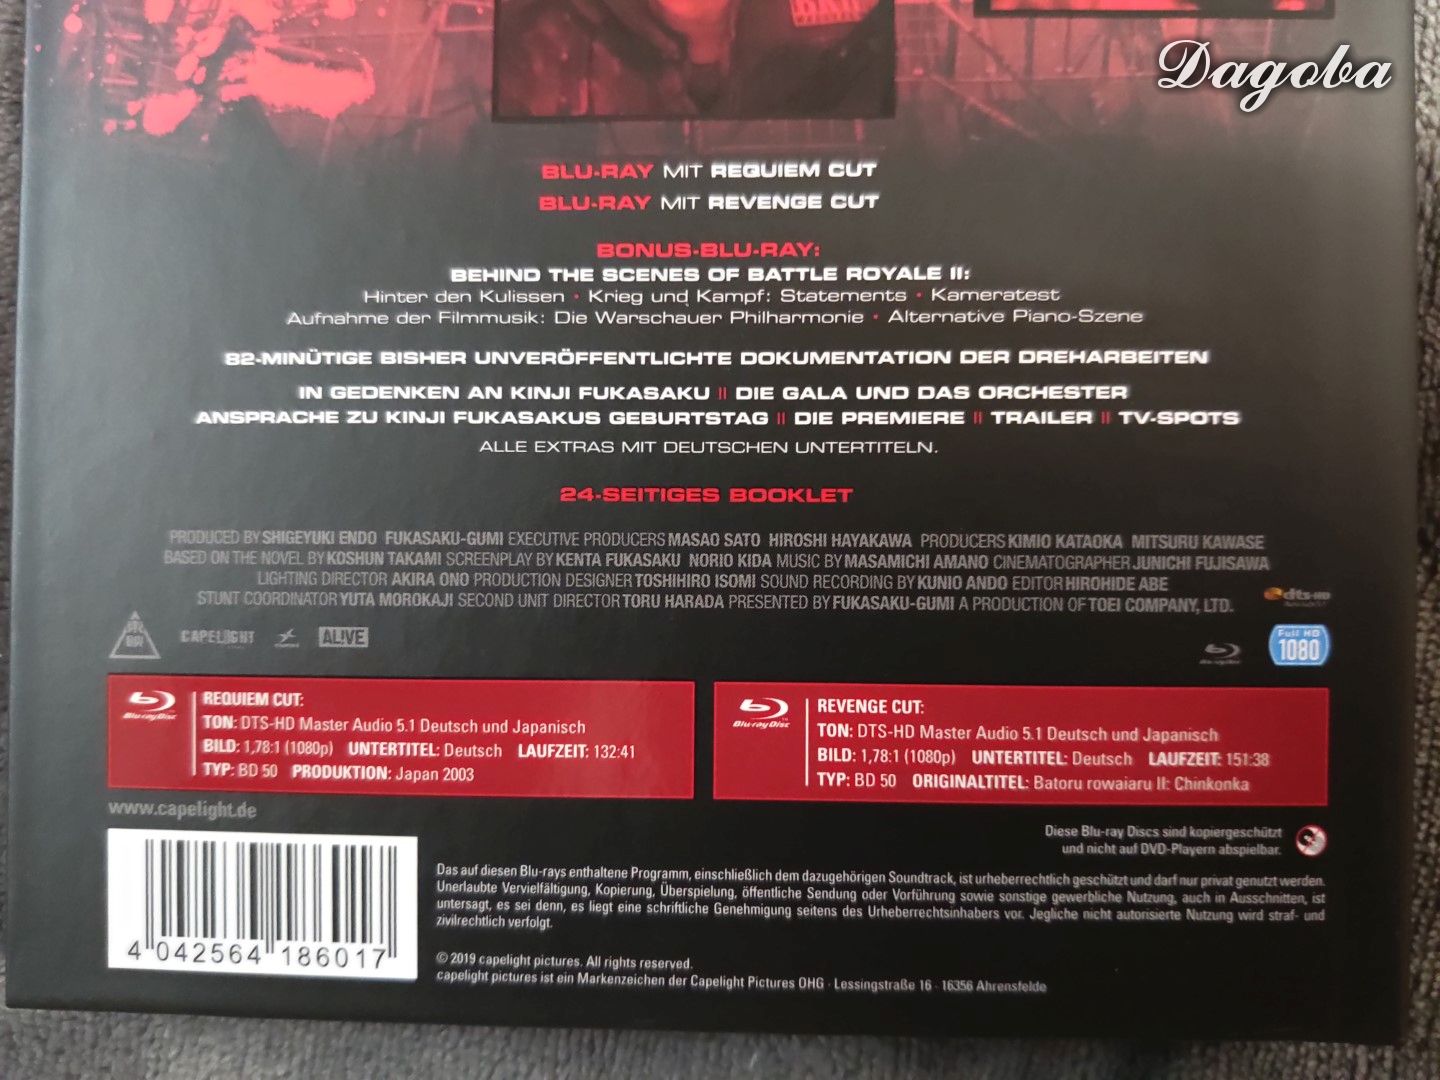 Dagoba
BLU-RAY MIT REQUIEM CUT
BLU-RAY MIT REVENGE CUT
BONUS-BLU-RAY:
BEHIND THE SCENES OF BATTLE ROYALE II:
Hinter den Kulissen • Krieg und Kampf: Statements • Kameratest
Aufnahme der Filmmusik: Die Warschauer Philharmonie • Alternative Piano-Szene
82-MINÜTIGE BISHER UNVERÖFFENTLICHTE DOKUMENTATION DER DREHARBEITEN
IN GEDENKEN AN KINJI FUKASAKU || DIE GALA UND DAS ORCHESTER
ANSPRACHE ZU KINJI FUKASAKUS GEBURTSTAG || DIE PREMIERE || TRAILER || TV-SPOTS
ALLE EXTRAS MIT DEUTSCHEN UNTERTITELN.
24-SEITIGES BOOKLET
PRODUCED BY SHIGEYUKI ENDO FUKASAKU-GUMI EXECUTIVE PRODUCERS MASAO SATO HIROSHI HAYAKAWA PRODUCERS KIMIO KATAOKA MITSURU KAWASE
BASED ON THE NOVEL BY KOSHUN TAKAMI SCREENPLAY BY KENTA FUKASAKU NORIO KIDA MUSIC BY MASAMICHI AMANO CINEMATOGRAPHER JUNICHI FUJISAWA
LIGHTING DIRECTOR AKIRA ONO PRODUCTION DESIGNER TOSHIHIRO ISOMI SOUND RECORDING BY KUNIO ANDO EDITOR HIROHIDE ABE
STUNT COORDINATOR YUTA MOROKAJI SECOND UNIT DIRECTOR TORU HARADA PRESENTED BY FUKASAKU-GUMI A PRODUCTION OF TOEI COMPANY, LTD.
dts-HD
CAPELIGHT AL!VE
Full HD
1080
Blu-ray Disc
REQUIEM CUT:
TON: DTS-HD Master Audio 5.1 Deutsch und Japanisch
BILD: 1,78:1 (1080p) UNTERTITEL: Deutsch LAUFZEIT: 132:41
TYP: BD 50 PRODUKTION: Japan 2003
Blu-ray Disc
REVENGE CUT:
TON: DTS-HD Master Audio 5.1 Deutsch und Japanisch
BILD: 1,78:1 (1080p) UNTERTITEL: Deutsch LAUFZEIT: 151:38
TYP: BD 50 ORIGINALTITEL: Batoru rowaiaru II: Chinkonka
www.capelight.de
Diese Blu-ray Discs sind kopiergeschützt
und nicht auf DVD-Playern abspielbar.
Das auf diesen Blu-rays enthaltene Programm, einschließlich dem dazugehörigen Soundtrack, ist urheberrechtlich geschützt und darf nur privat genutzt werden.
Unerlaubte Vervielfältigung, Kopierung, Überspielung, öffentliche Sendung oder Vorführung sowie sonstige gewerbliche Nutzung, auch in Ausschnitten, ist
untersagt, es sei denn, es liegt eine schriftliche Genehmigung seitens des Urheberrechtsinhabers vor. Jegliche nicht autorisierte Nutzung wird straf- und
zivilrechtlich verfolgt.
4 042564 186017
© 2019 capelight pictures. All rights reserved.
capelight pictures ist ein Markenzeichen der Capelight Pictures OHG · Lessingstraße 16 · 16356 Ahrensfelde